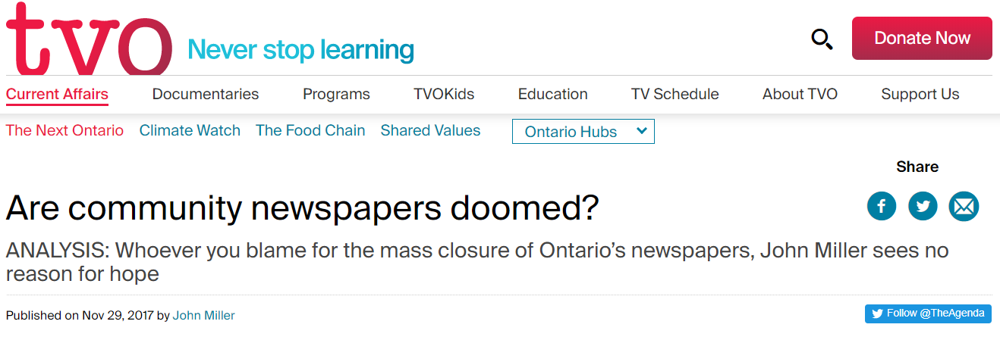 tvo Never stop learning
Donate Now
Current Affairs Documentaries Programs TVOKids Education TV Schedule About TVO Support Us
The Next Ontario Climate Watch The Food Chain Shared Values Ontario Hubs
Share
Are community newspapers doomed?
ANALYSIS: Whoever you blame for the mass closure of Ontario's newspapers, John Miller sees no
reason for hope
Published on Nov 29, 2017 by John Miller
Follow @TheAgenda